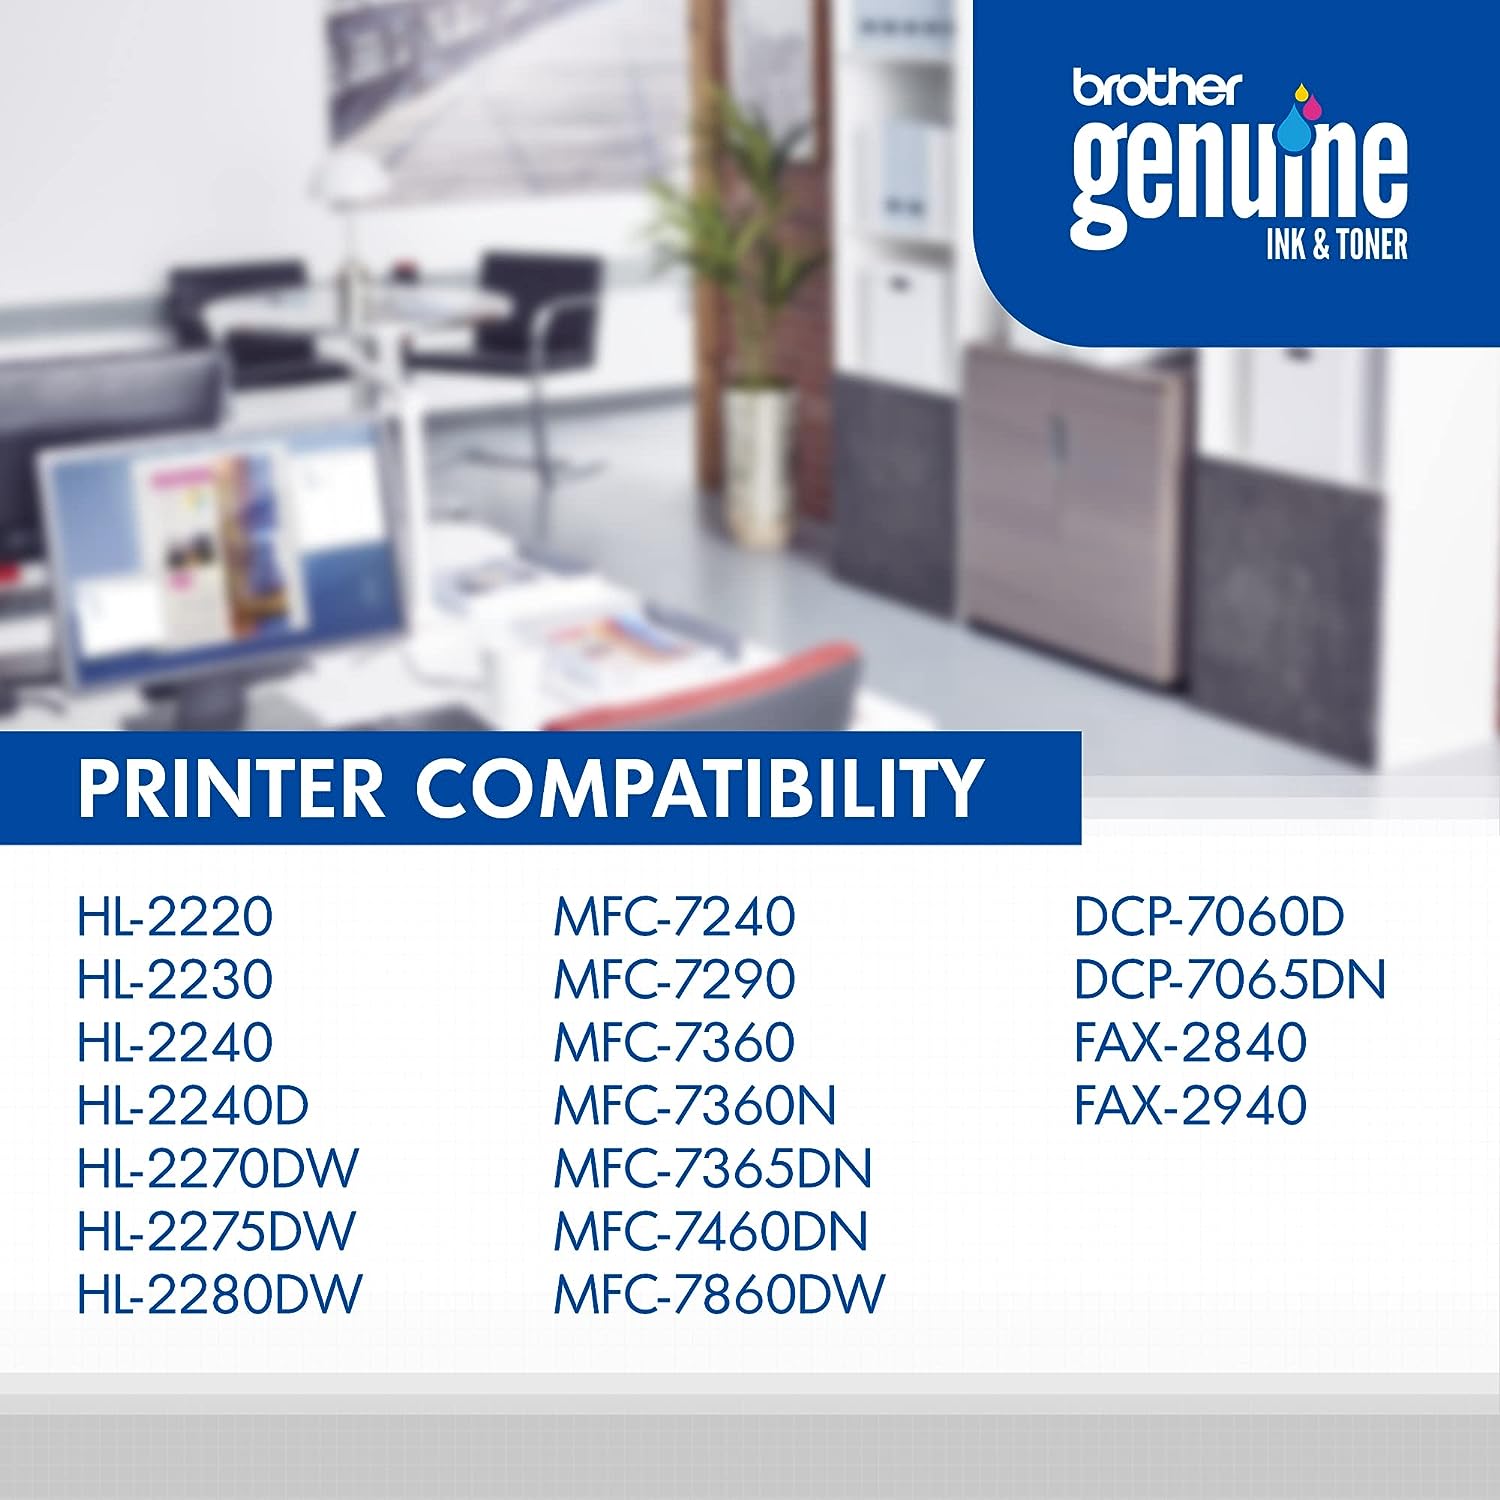 brother
genuine
INK & TONER
PRINTER COMPATIBILITY
HL-2220
HL-2230
HL-2240
HL-2240D
HL-2270DW
HL-2275DW
HL-2280DW
MFC-7240
MFC-7290
MFC-7360
MFC-7360N
MFC-7365DN
MFC-7460DN
MFC-7860DW
DCP-7060D
DCP-7065DN
FAX-2840
FAX-2940